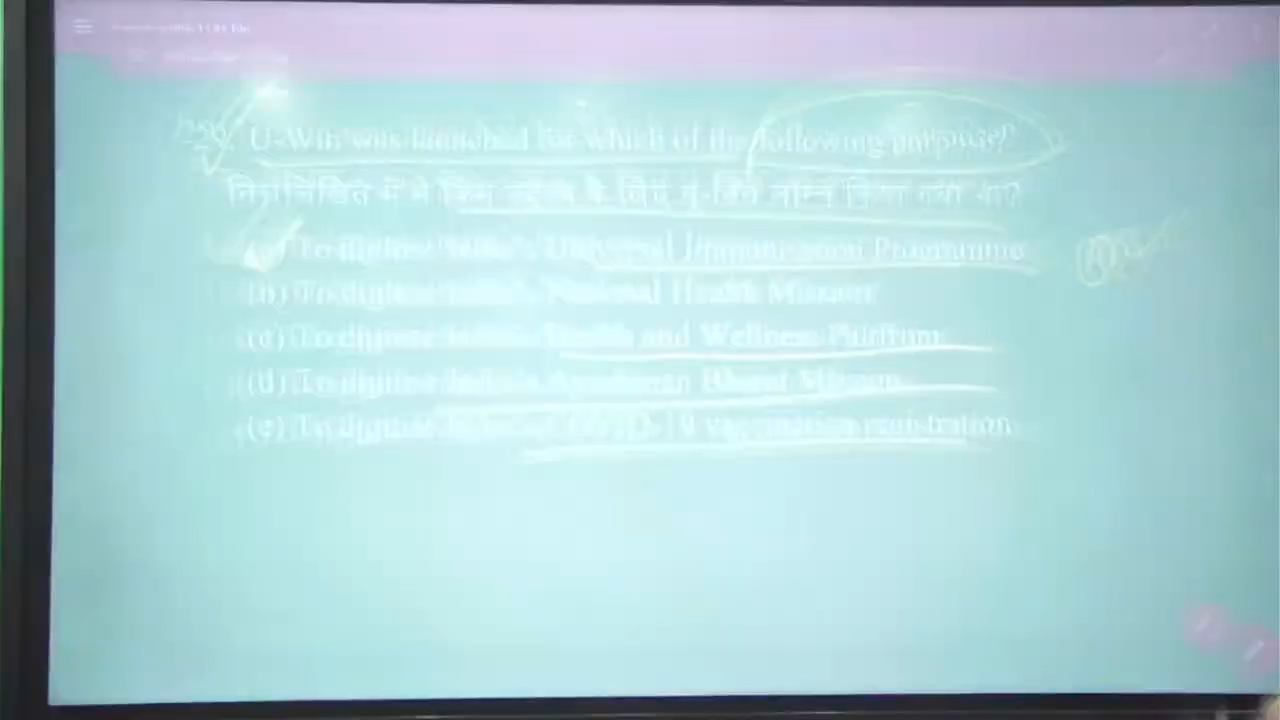 U-Win was launched for which of the following purpose?
निम्नलिखित में से किस उद्देश्य के लिए यू-विन लॉन्च किया गया था?
(a) To digitise India's Universal Immunisation Programme
(b) To digitise India's National Health Mission
(c) To digitise India's Health and Wellness Platform
(d) To digitise India's Ayushman Bharat Mission
(e) To digitise India's COVID-19 vaccination registration